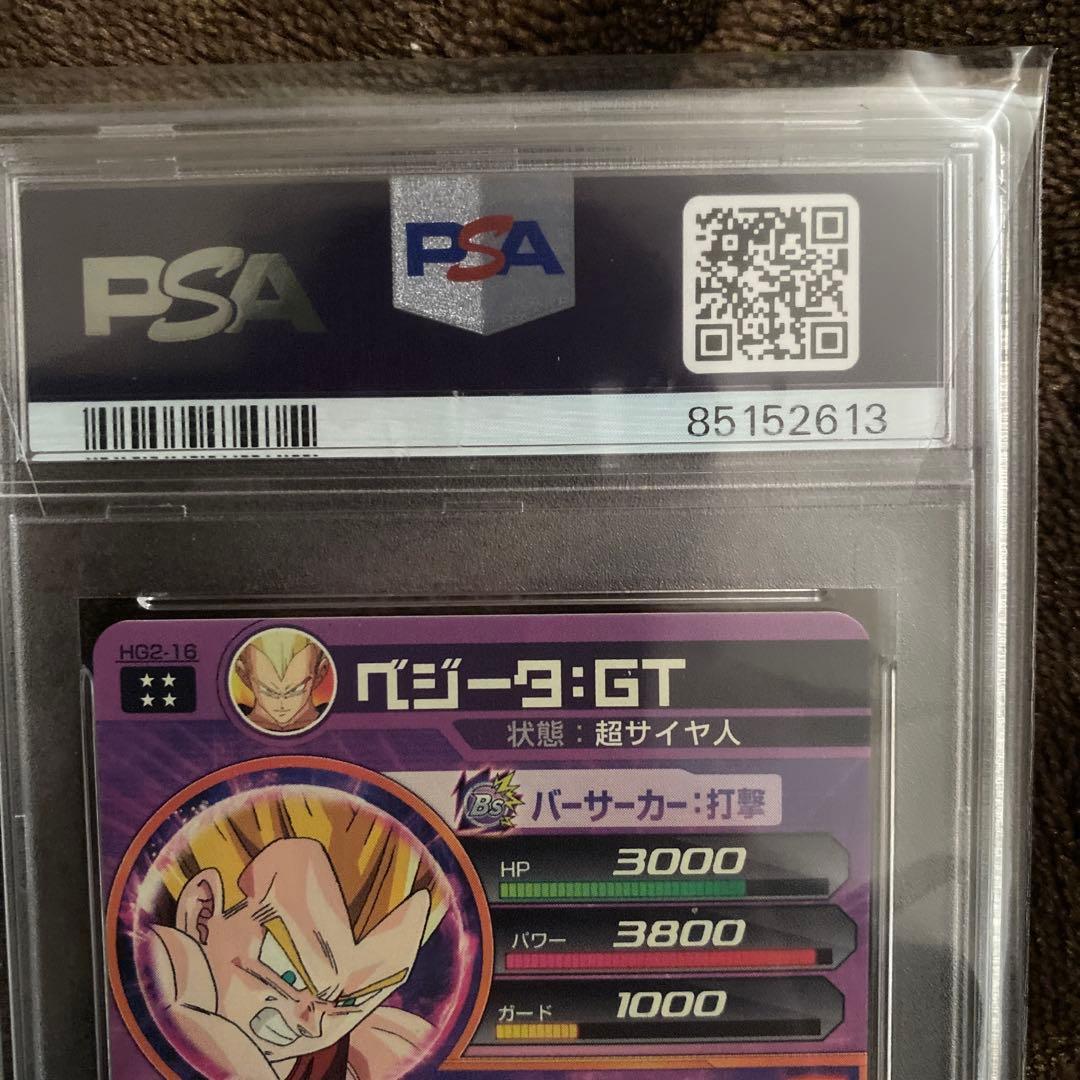 PSA
PSA
85152613
HG2-16
ベジータ:GT
状態:超サイヤ人
Bs バーサーカー:打撃
HP 3000
パワー 3800
ガード 1000